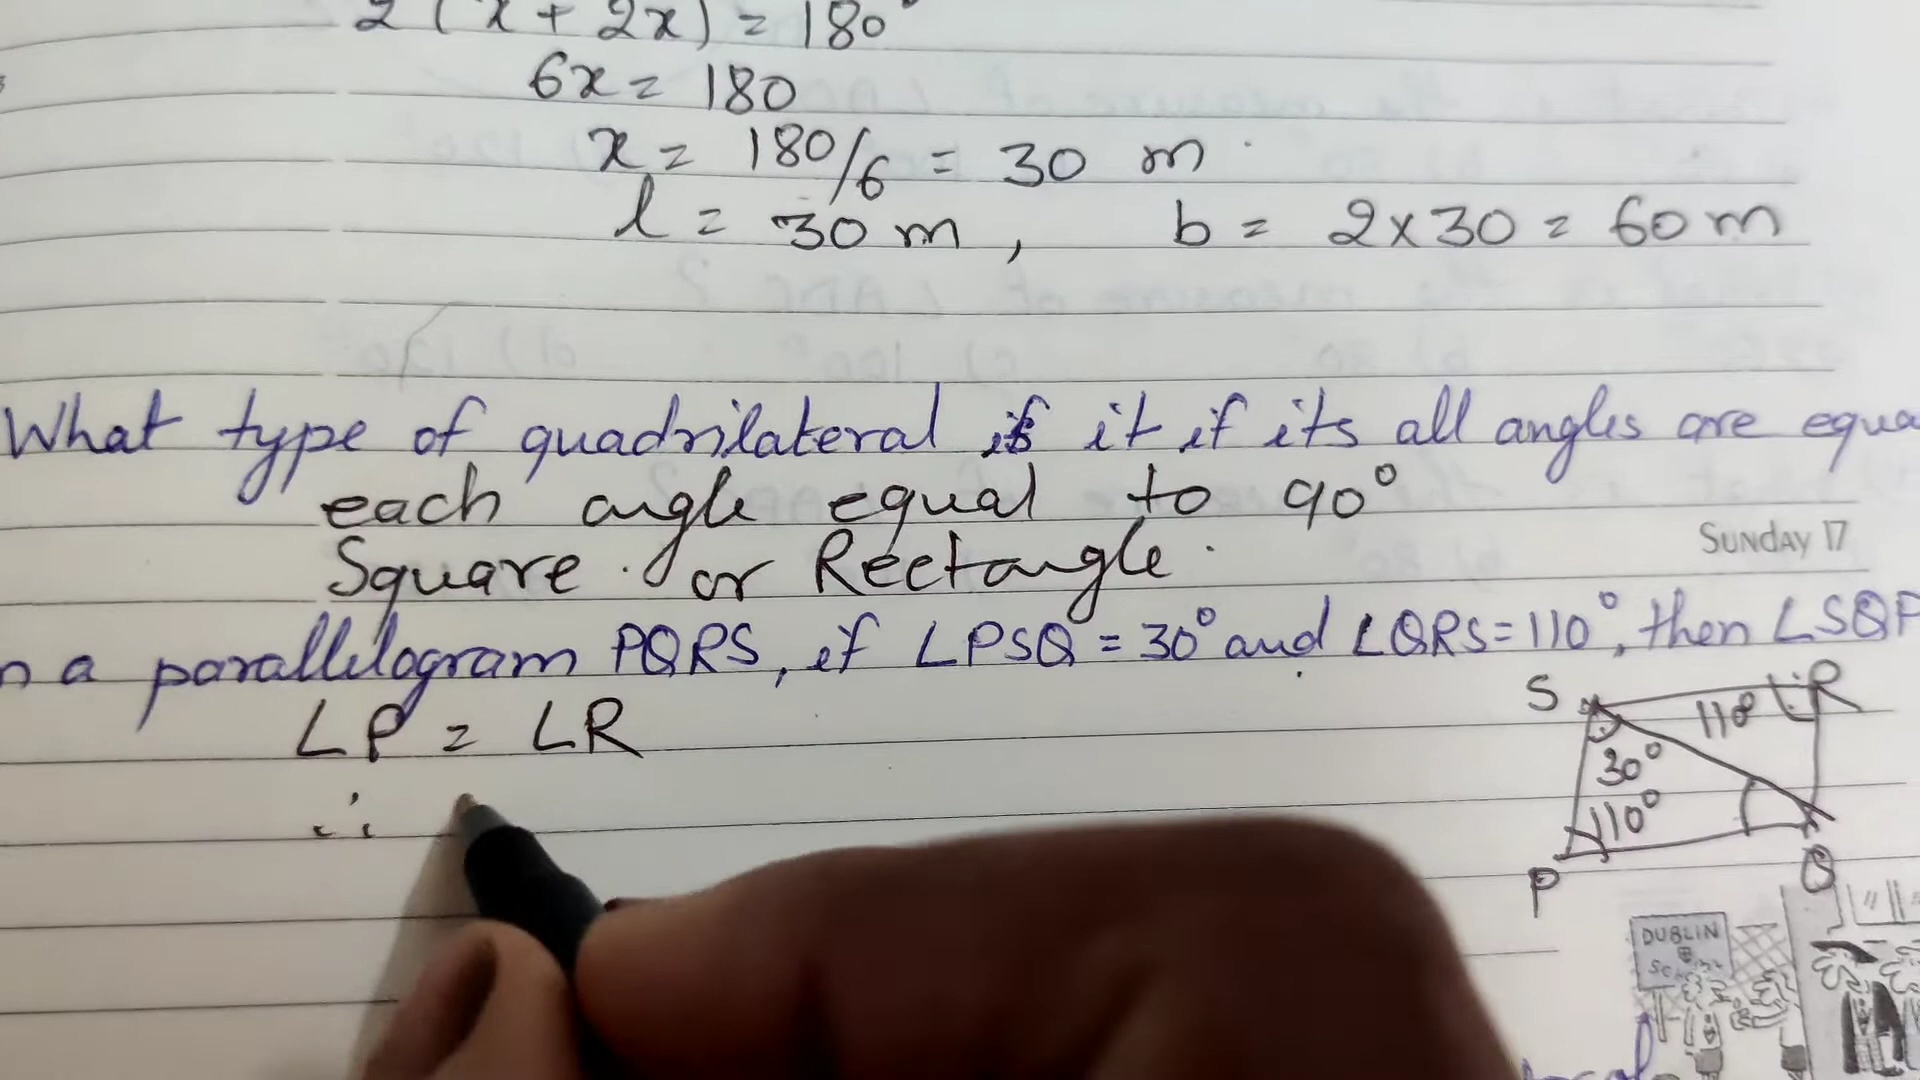 2 ( x + 2x ) = 180°
6x = 180
x = 180/6 = 30 m .
l = 30 m , b = 2 x 30 = 60 m
What type of quadrilateral is it if its all angles are equa
each angle equal to 90°
Square . or Rectangle .
SUNDAY 17
a parallelogram PQRS, if ∠PSQ = 30° and ∠QRS = 110°, then ∠SQP
∠P = ∠R
∴
S R
110
30°
110°
P Q
DUBLIN